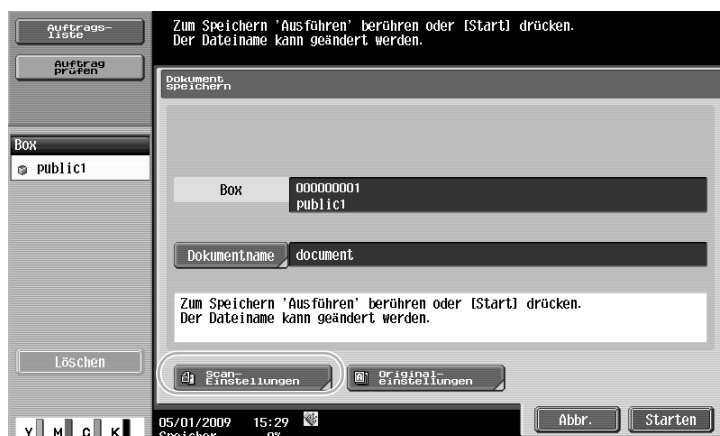 Auftrags-
liste
Auftrag
prüfen
Zum Speichern 'Ausführen' berühren oder [Start] drücken.
Der Dateiname kann geändert werden.
Dokument
speichern
Box
public1
Box
000000001
public1
Dokumentname
document
Zum Speichern 'Ausführen' berühren oder [Start] drücken.
Der Dateiname kann geändert werden.
Löschen
Scan-
Einstellungen
Original-
einstellungen
Y M C K
05/01/2009 15:29
Speicher 0%
Abbr.
Starten